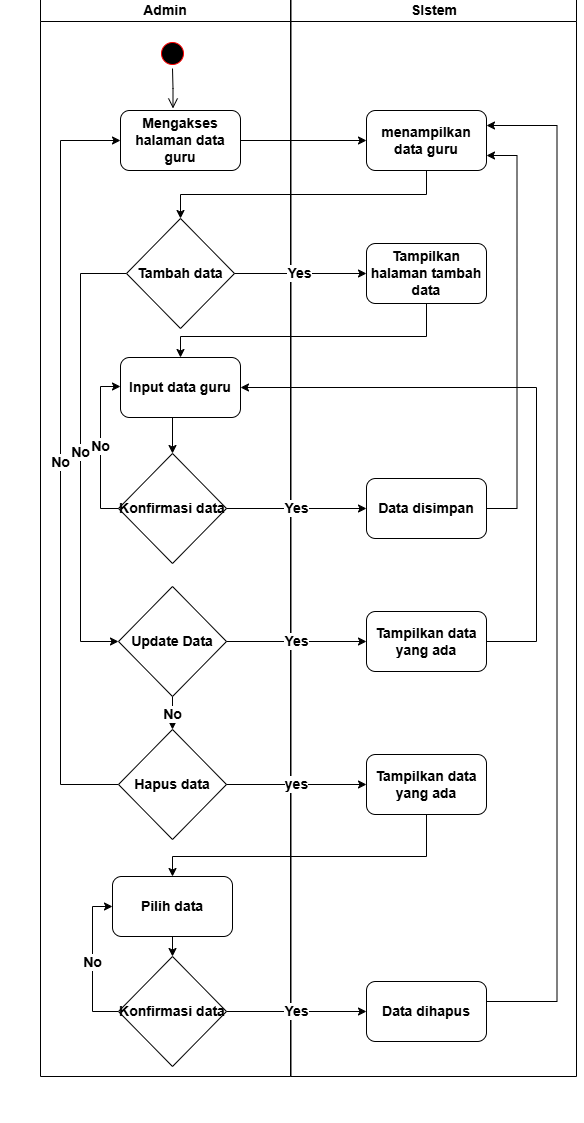 Admin
SIstem
Mengakses
halaman data
guru
menampilkan
data guru
Tambah data
Yes
Tampilkan
halaman tambah
data
Input data guru
No
No
No
Konfirmasi data
Yes
Data disimpan
Update Data
Yes
Tampilkan data
yang ada
No
Hapus data
yes
Tampilkan data
yang ada
Pilih data
No
Konfirmasi data
Yes
Data dihapus